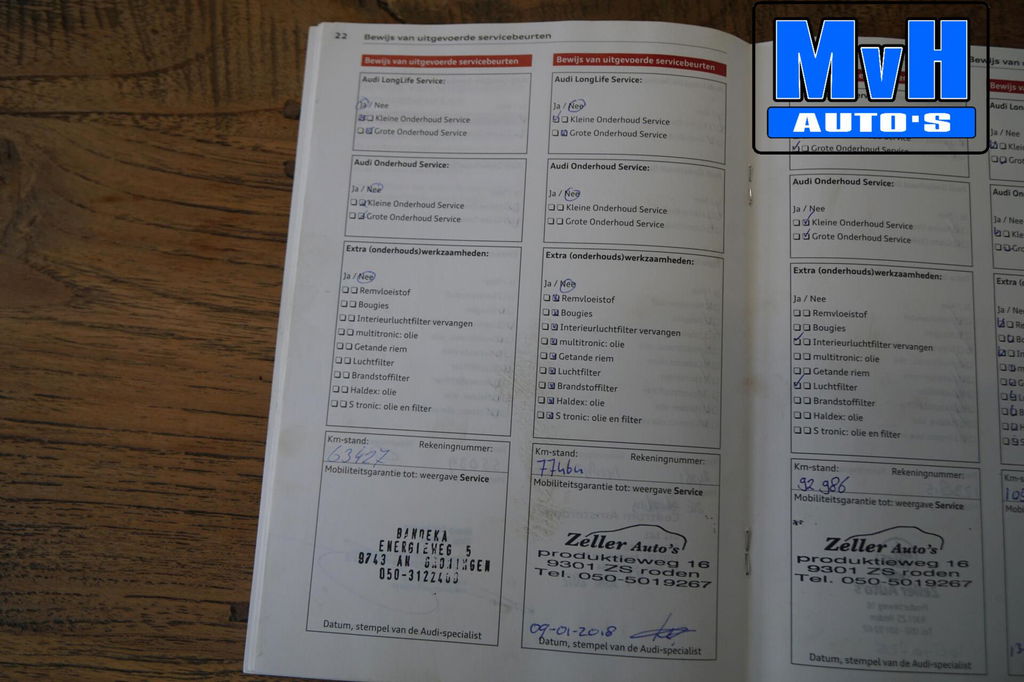 22 Bewijs van uitgevoerde servicebeurten
Bewijs van uitgevoerde servicebeurten
Audi LongLife Service:
Ja / Nee
Kleine Onderhoud Service
Grote Onderhoud Service
Audi Onderhoud Service:
Ja / Nee
Kleine Onderhoud Service
Grote Onderhoud Service
Extra (onderhouds)werkzaamheden:
Ja / Nee
Remvloeistof
Bougies
Interieurluchtfilter vervangen
multitronic: olie
Getande riem
Luchtfilter
Brandstoffilter
Haldex: olie
S tronic: olie en filter
Km-stand: Rekeningnummer:
63427
Mobiliteitsgarantie tot: weergave Service
BANDEKA
ENERGIEWEG 5
9743 AN GRONINGEN
050-3122400
Datum, stempel van de Audi-specialist
Bewijs van uitgevoerde servicebeurten
Audi LongLife Service:
Ja / Nee
Kleine Onderhoud Service
Grote Onderhoud Service
Audi Onderhoud Service:
Ja / Nee
Kleine Onderhoud Service
Grote Onderhoud Service
Extra (onderhouds)werkzaamheden:
Ja / Nee
Remvloeistof
Bougies
Interieurluchtfilter vervangen
multitronic: olie
Getande riem
Luchtfilter
Brandstoffilter
Haldex: olie
S tronic: olie en filter
Km-stand: Rekeningnummer:
77464
Mobiliteitsgarantie tot: weergave Service
Zeller Auto's
produktieweg 16
9301 ZS roden
Tel. 050-5019267
09-01-2018
Datum, stempel van de Audi-specialist
MvH
AUTO'S
Grote Onderhoud Service
Audi Onderhoud Service:
Ja / Nee
Kleine Onderhoud Service
Grote Onderhoud Service
Extra (onderhouds)werkzaamheden:
Ja / Nee
Remvloeistof
Bougies
Interieurluchtfilter vervangen
multitronic: olie
Getande riem
Luchtfilter
Brandstoffilter
Haldex: olie
S tronic: olie en filter
Km-stand: Rekeningnummer:
92986
Mobiliteitsgarantie tot: weergave Service
Zeller Auto's
produktieweg 16
9301 ZS roden
Tel. 050-5019267
Datum, stempel van de Audi-specialist
Bewijs van
Ja / Nee
Ja / Nee